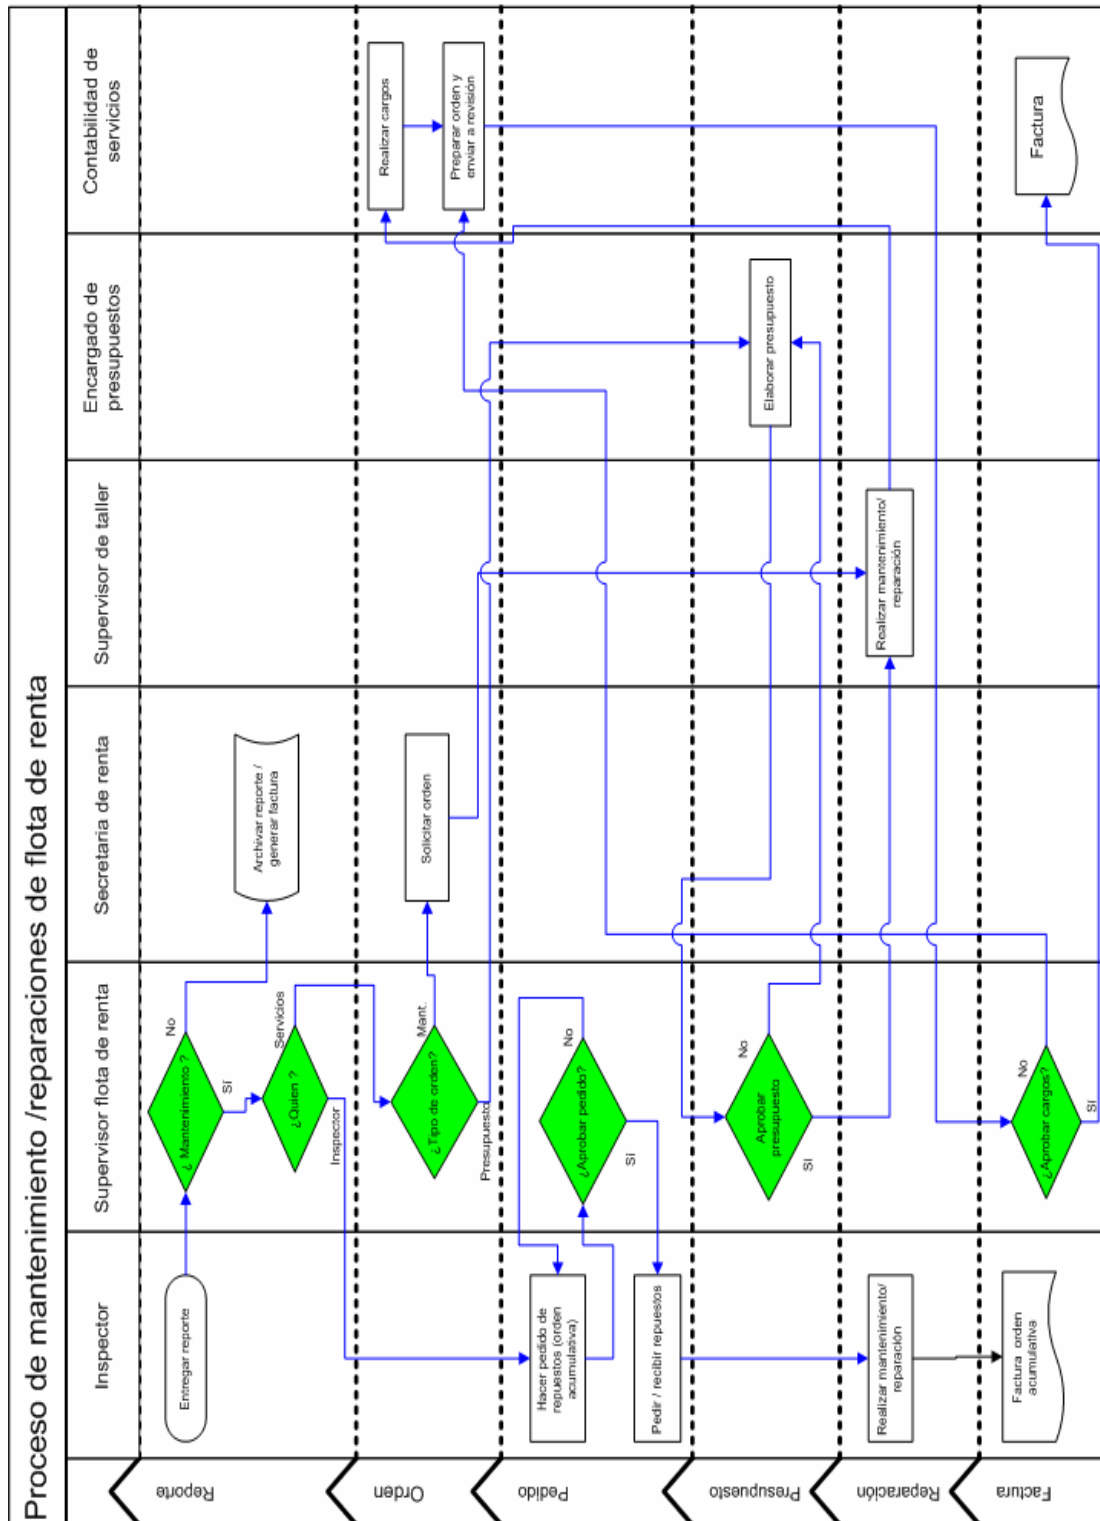 Proceso de mantenimiento /reparaciones de flota de renta
Inspector
Supervisor flota de renta
Secretaria de renta
Supervisor de taller
Encargado de
presupuestos
Contabilidad de
servicios
Reporte
Entregar reporte
¿ Mantenimiento ?
No
Sí
¿Quien ?
Servicios
Inspector
Archivar reporte /
generar factura
Orden
¿Tipo de orden?
Mant.
Presupuesto
Solicitar orden
Realizar cargos
Preparar orden y
enviar a revisión
Pedido
Hacer pedido de
repuestos (orden
acumulativa)
¿Aprobar pedido?
No
Sí
Pedir / recibir repuestos
Presupuesto
Aprobar
presupuesto
No
Sí
Elaborar presupuesto
Reparación
Realizar mantenimiento/
reparación
Realizar mantenimiento/
reparación
Factura
Factura orden
acumulativa
¿Aprobar cargos?
No
Sí
Factura